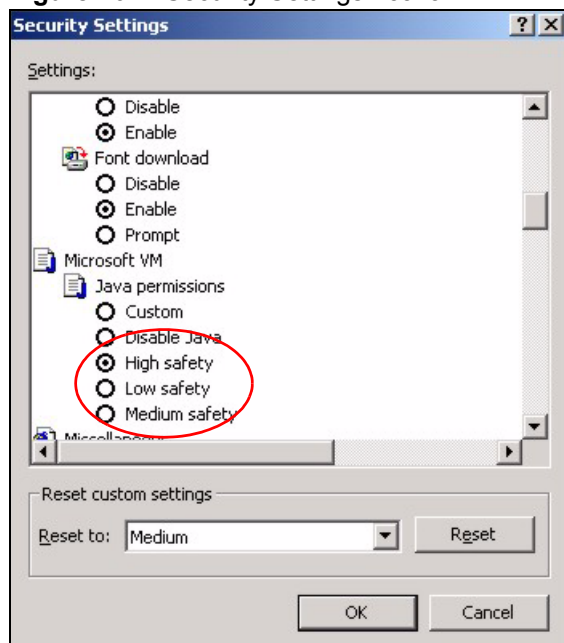 Security Settings
Settings:
Disable
Enable
Font download
Disable
Enable
Prompt
Microsoft VM
Java permissions
Custom
Disable Java
High safety
Low safety
Medium safety
Miscellaneous
Reset custom settings
Reset to: Medium Reset
OK Cancel